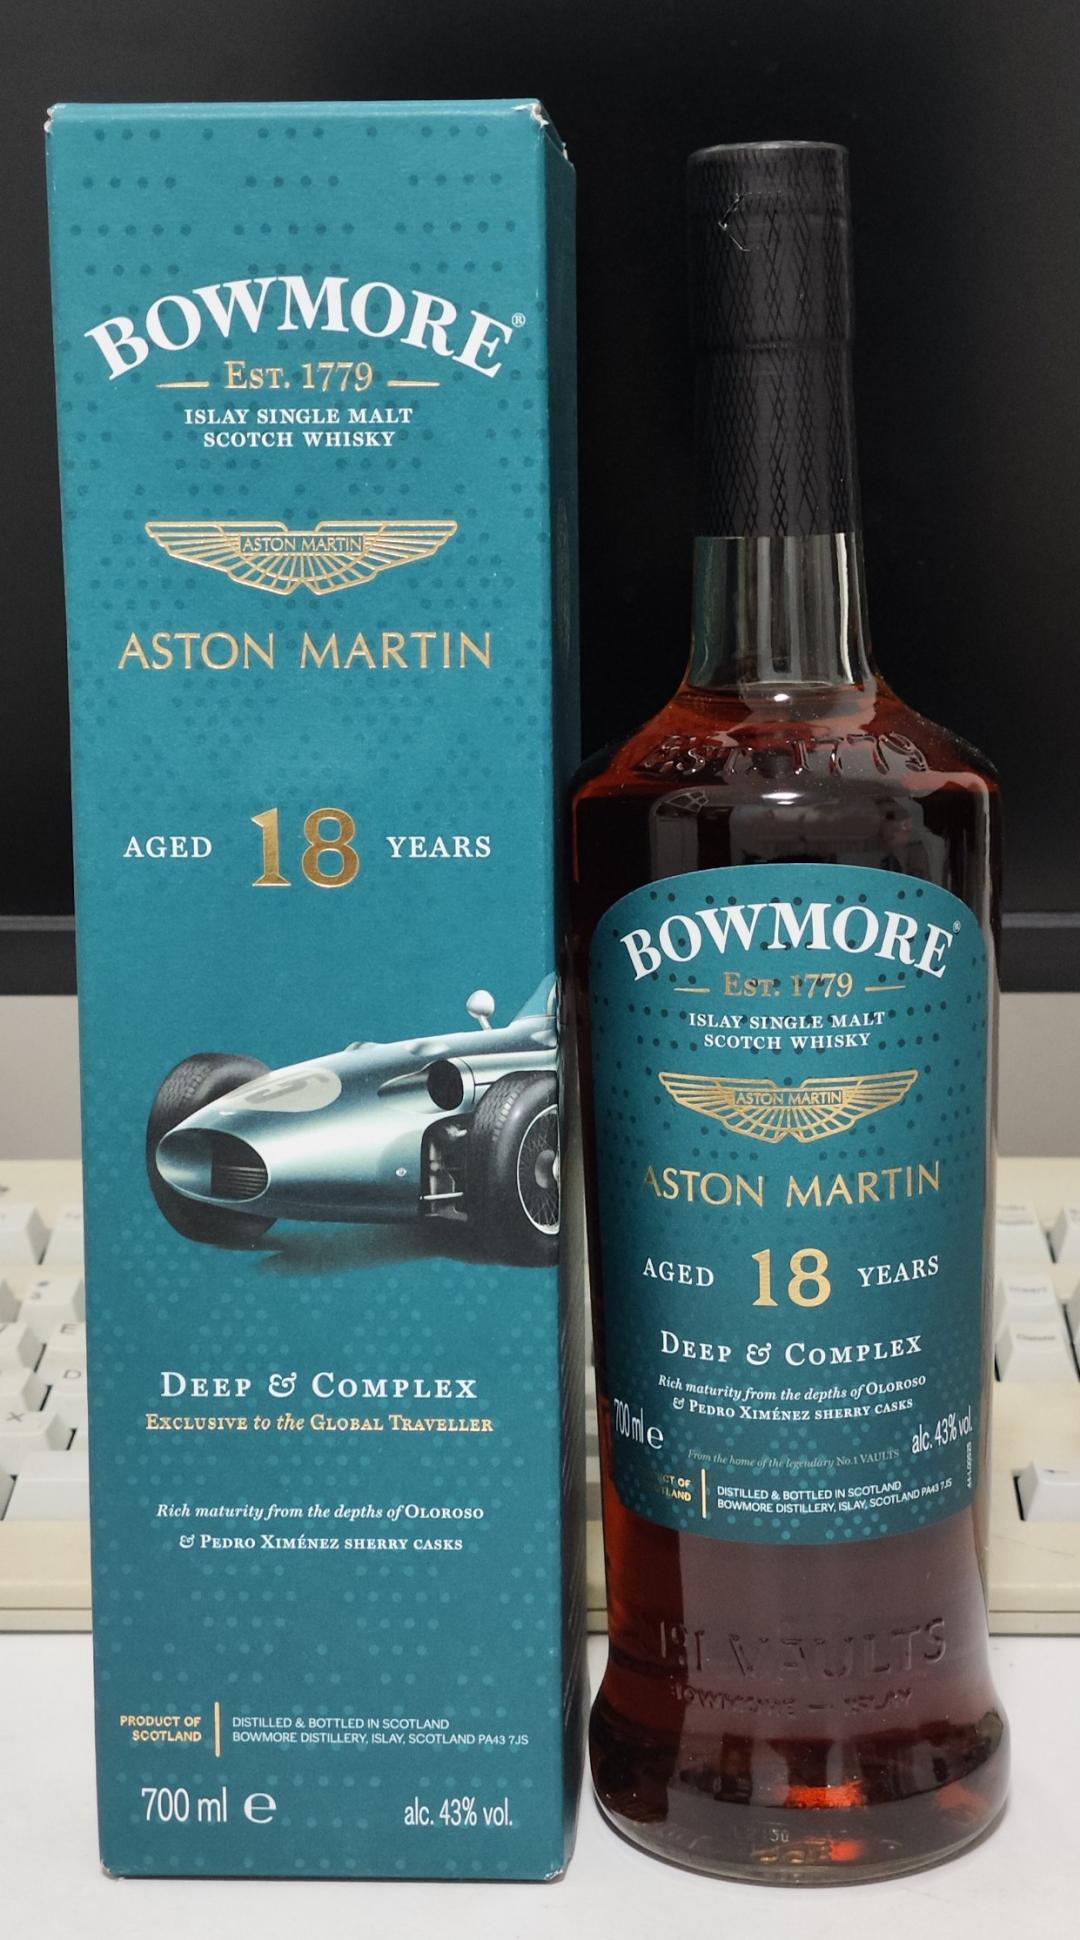 BOWMORE®
EST. 1779
ISLAY SINGLE MALT
SCOTCH WHISKY
ASTON MARTIN
ASTON MARTIN
AGED 18 YEARS
DEEP & COMPLEX
EXCLUSIVE to the GLOBAL TRAVELLER
Rich maturity from the depths of OLOROSO
& PEDRO XIMÉNEZ SHERRY CASKS
PRODUCT OF
SCOTLAND
DISTILLED & BOTTLED IN SCOTLAND
BOWMORE DISTILLERY, ISLAY, SCOTLAND PA43 7JS
700 ml e
alc. 43% vol.
EST. 1779
BOWMORE®
EST. 1779
ISLAY SINGLE MALT
SCOTCH WHISKY
ASTON MARTIN
ASTON MARTIN
AGED 18 YEARS
DEEP & COMPLEX
Rich maturity from the depths of OLOROSO
& PEDRO XIMÉNEZ SHERRY CASKS
700 ml e
alc. 43% vol.
From the home of the legendary No.1 VAULTS
DISTILLED & BOTTLED IN SCOTLAND
BOWMORE DISTILLERY, ISLAY, SCOTLAND PA43 7JS
VAULTS
BOWMORE — ISLAY